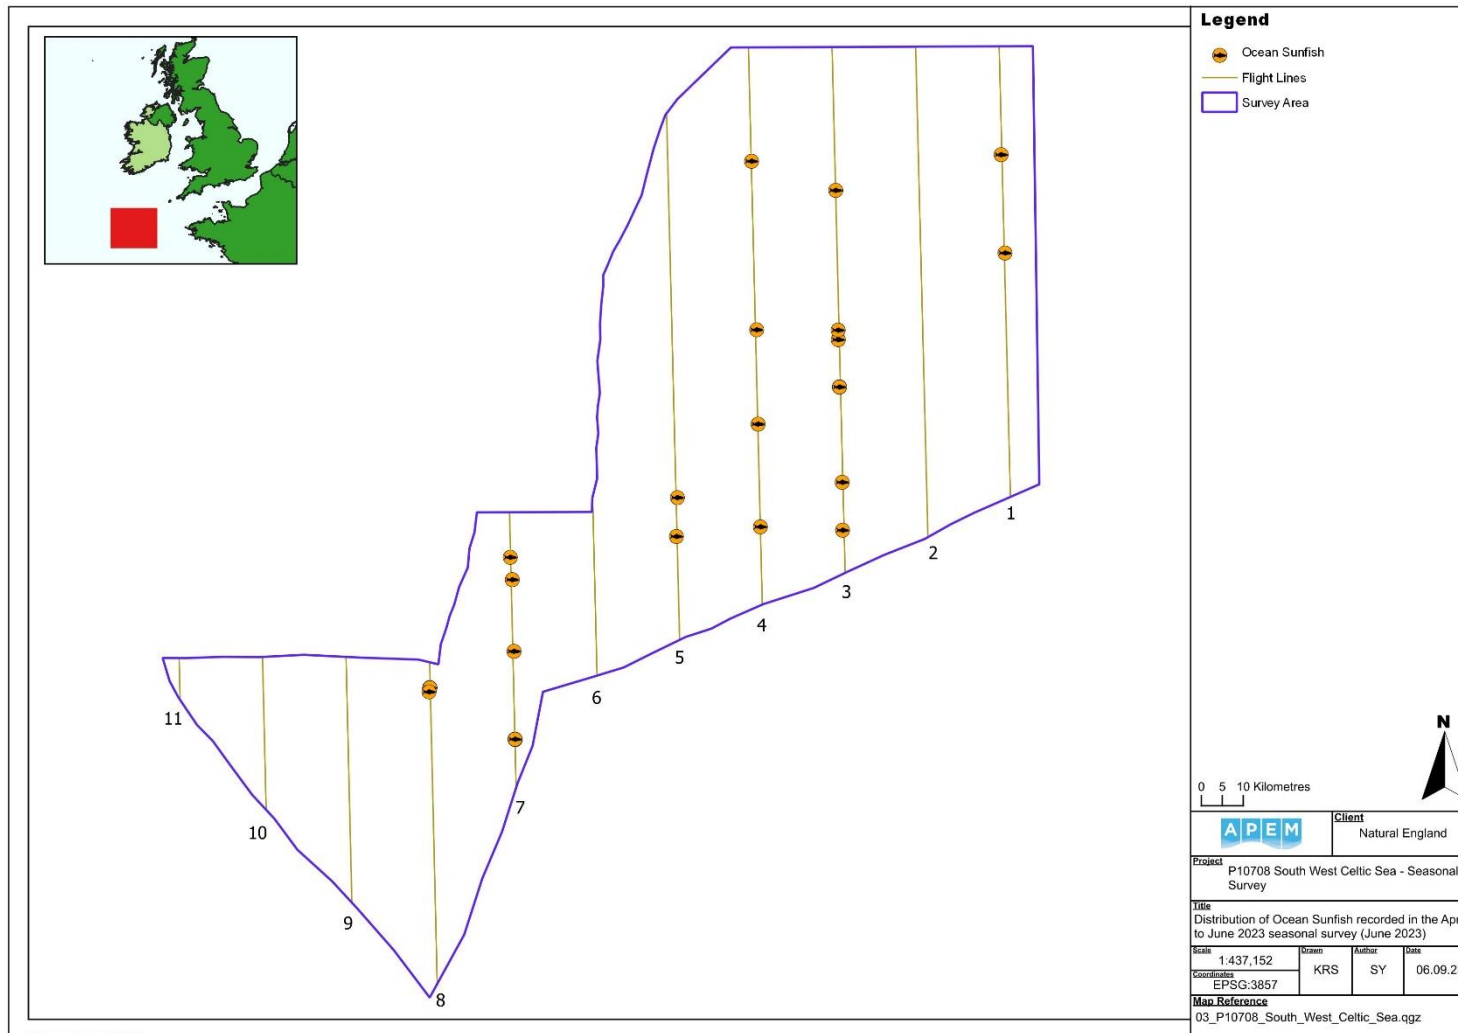 Legend
Ocean Sunfish
Flight Lines
Survey Area
1
2
3
4
5
6
7
8
9
10
11
N
0 5 10 Kilometres
APEM
Client
Natural England
Project
P10708 South West Celtic Sea - Seasonal
Survey
Title
Distribution of Ocean Sunfish recorded in the Apr
to June 2023 seasonal survey (June 2023)
Scale
1:437,152
Coordinates
EPSG:3857
Drawn
KRS
Author
SY
Date
06.09.2
Map Reference
03_P10708_South_West_Celtic_Sea.qgz